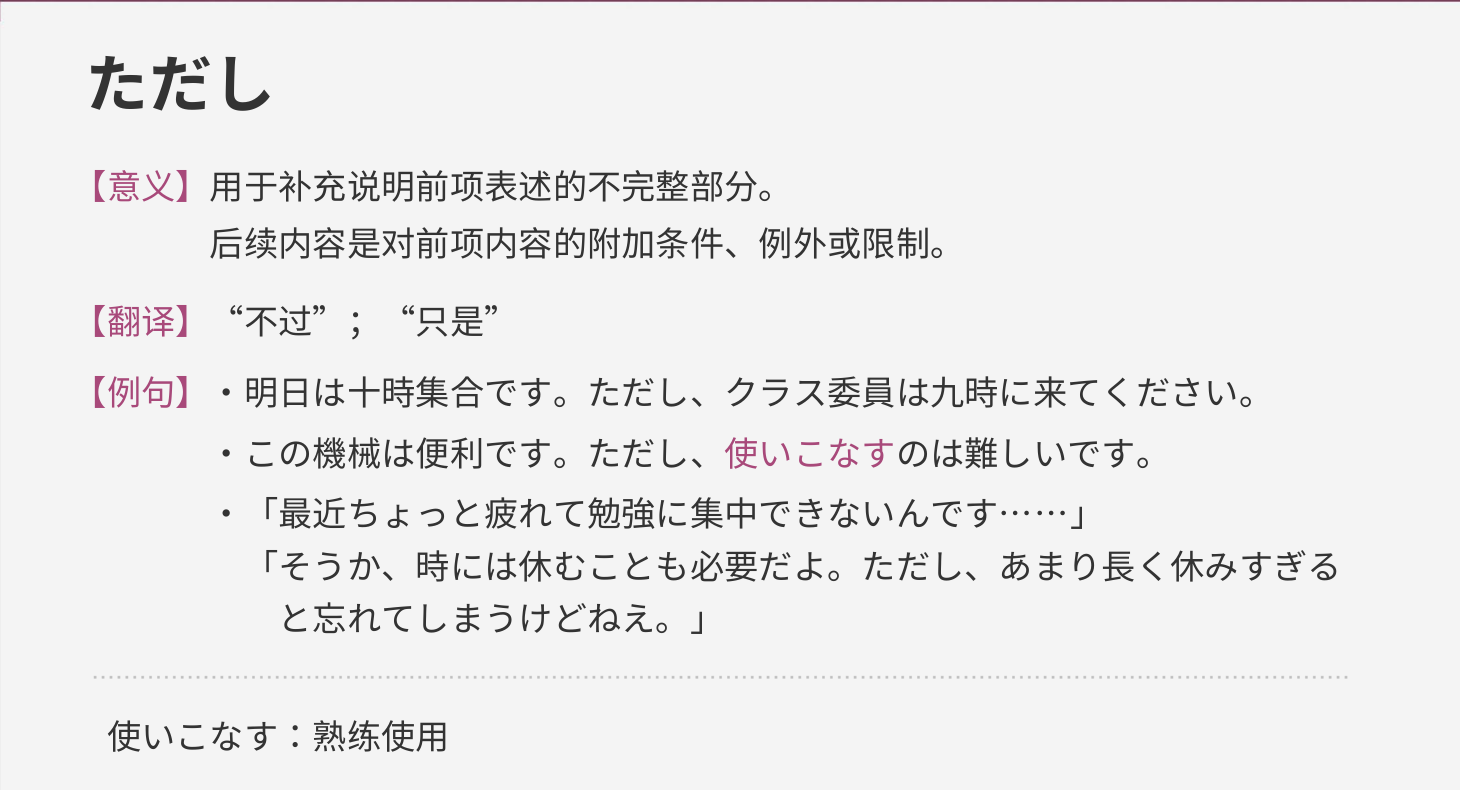 ただし
【意义】用于补充说明前项表述的不完整部分。
后续内容是对前项内容的附加条件、例外或限制。
【翻译】“不过”；“只是”
【例句】・明日は十時集合です。ただし、クラス委員は九時に来てください。
・この機械は便利です。ただし、使いこなすのは難しいです。
・「最近ちょっと疲れて勉強に集中できないんです……」
「そうか、時には休むことも必要だよ。ただし、あまり長く休みすぎる
と忘れてしまうけどねえ。」
使いこなす：熟练使用